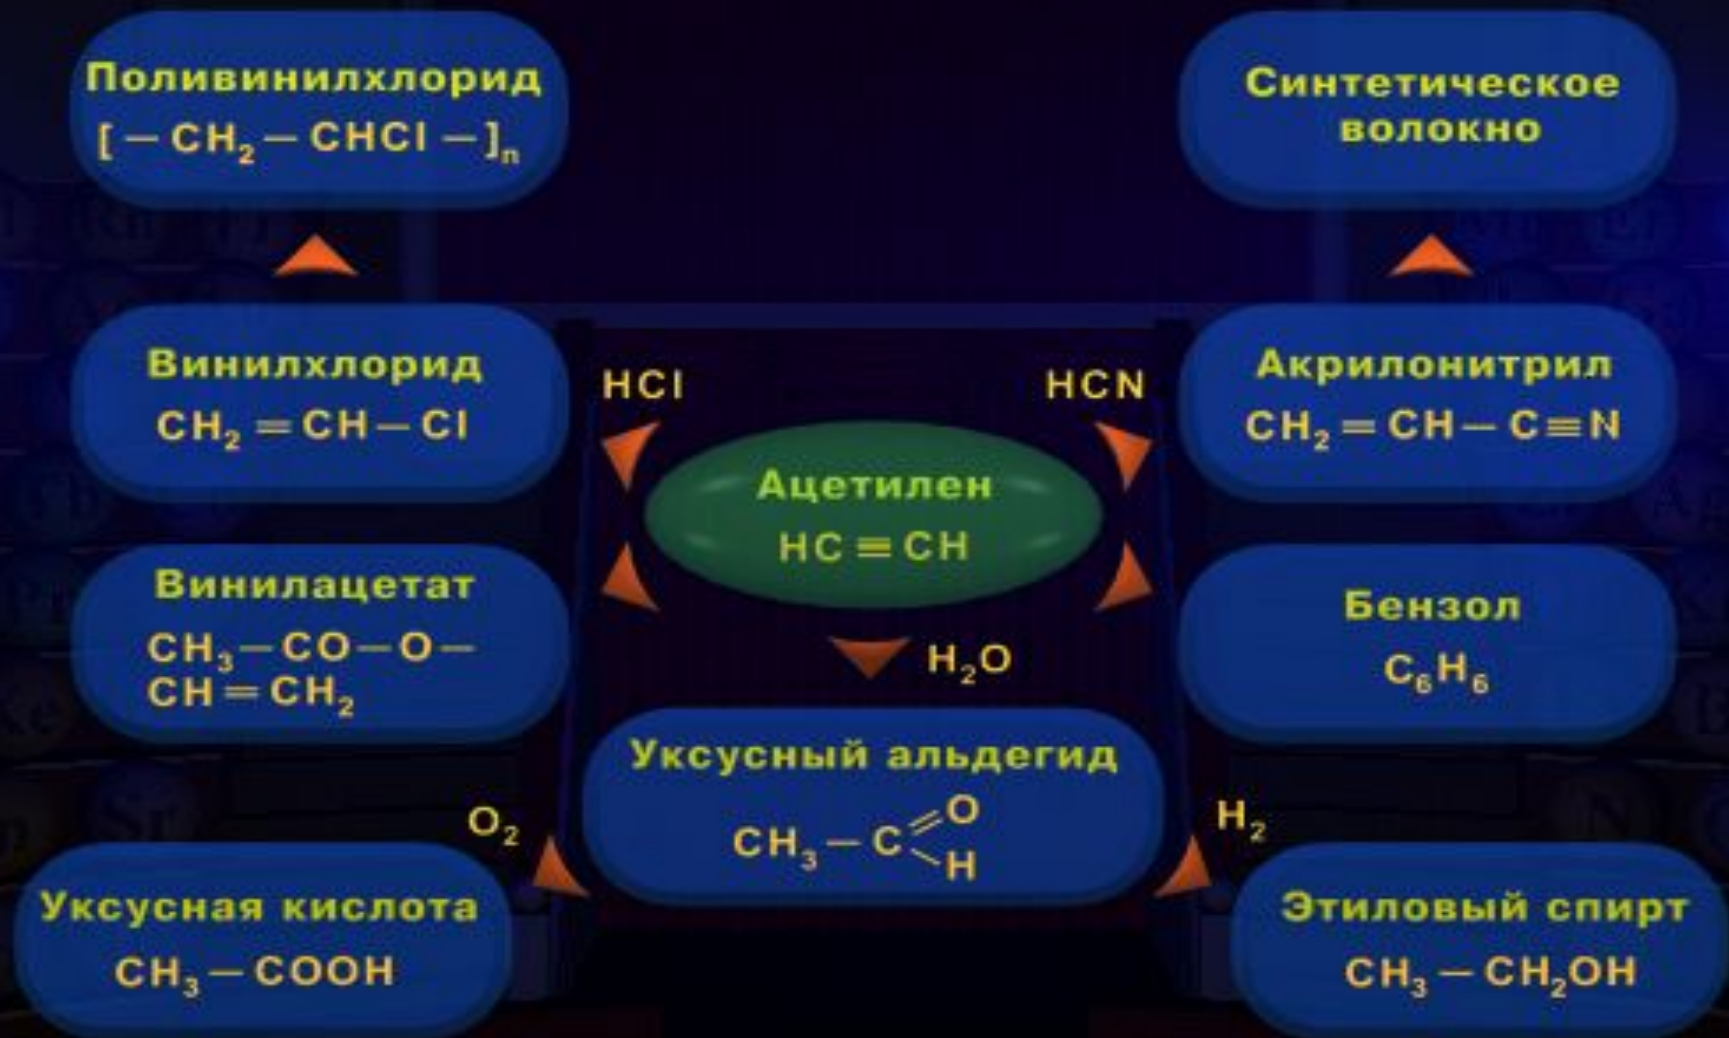 Поливинилхлорид
[ — CH₂ — CHCl — ]ₙ
Синтетическое
волокно
Винилхлорид
CH₂ = CH — Cl
HCl
HCN
Акрилонитрил
CH₂ = CH — C ≡ N
Ацетилен
HC ≡ CH
Винилацетат
CH₃ — CO — O —
CH = CH₂
Бензол
C₆H₆
H₂O
Уксусный альдегид
O
CH₃ — C
H
O₂
H₂
Уксусная кислота
CH₃ — COOH
Этиловый спирт
CH₃ — CH₂OH